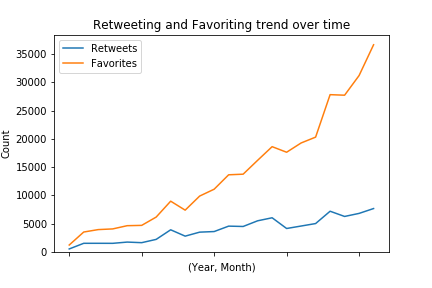 Retweeting and Favoriting trend over time
Retweets
Favorites
35000
30000
25000
20000
15000
10000
5000
0
Count
(Year, Month)